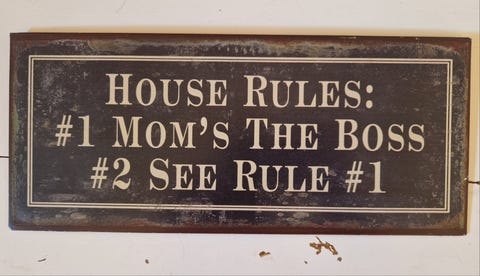 House Rules:
#1 Mom's The Boss
#2 See Rule #1